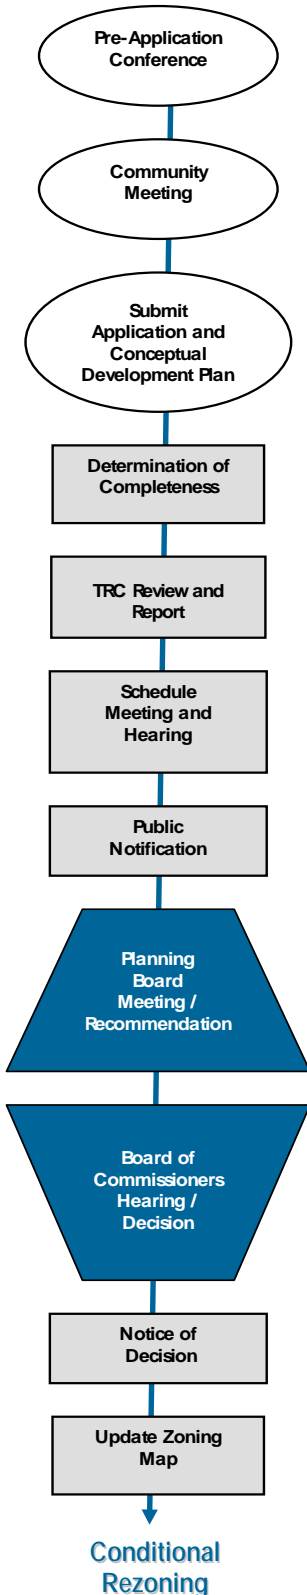 Pre-Application
Conference
Community
Meeting
Submit
Application and
Conceptual
Development Plan
Determination of
Completeness
TRC Review and
Report
Schedule
Meeting and
Hearing
Public
Notification
Planning
Board
Meeting /
Recommendation
Board of
Commissioners
Hearing /
Decision
Notice of
Decision
Update Zoning
Map
Conditional
Rezoning